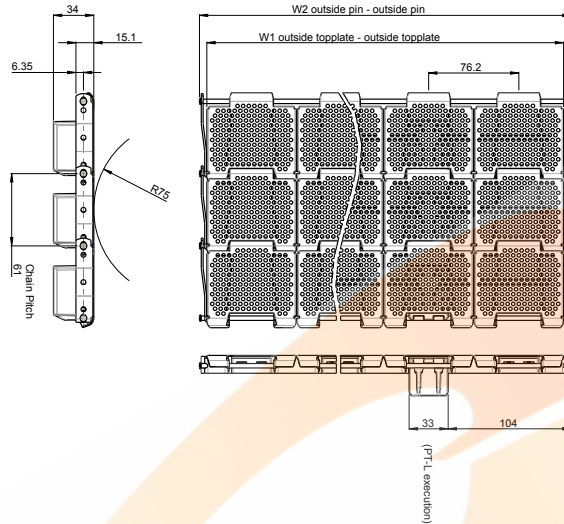 34
15.1
6.35
R75
61
Chain Pitch
W2 outside pin - outside pin
W1 outside topplate - outside topplate
76.2
33
104
(PT-L execution)